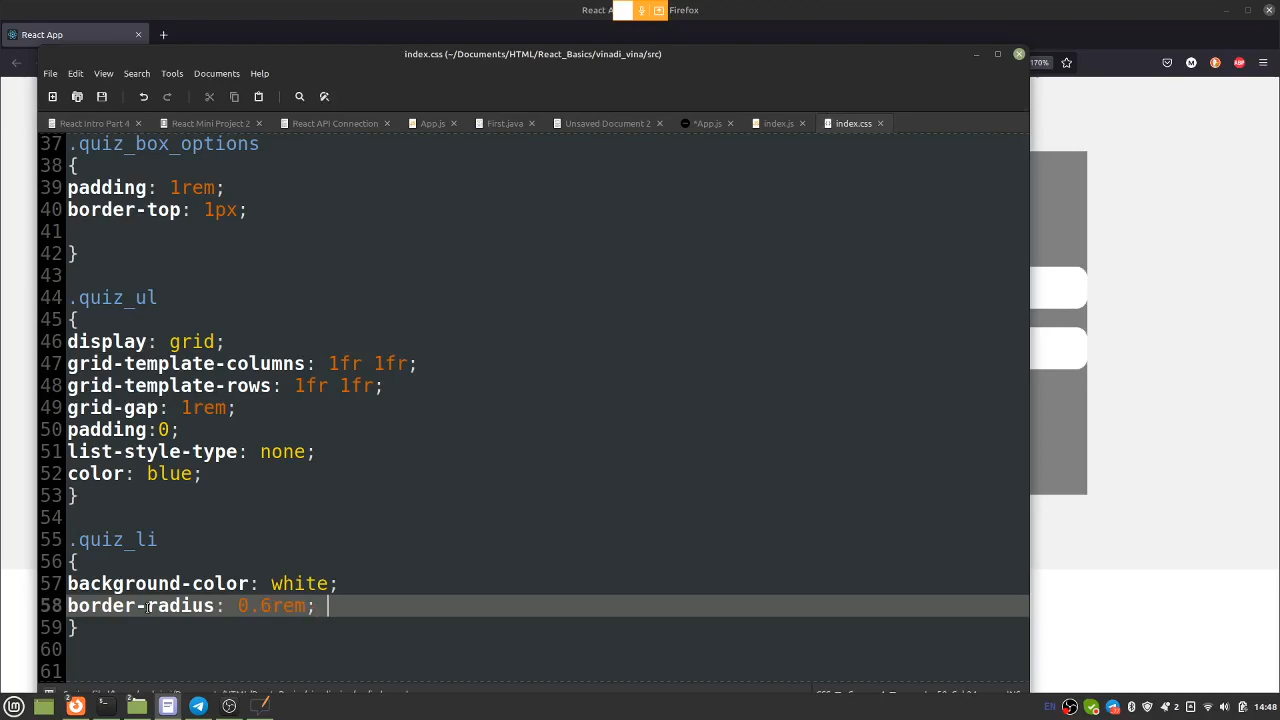 React A
Firefox
React App
index.css (~/Documents/HTML/React_Basics/vinadi_vina/src)
170%
File Edit View Search Tools Documents Help
React Intro Part 4
React Mini Project 2
React API Connection
App.js
First.java
Unsaved Document 2
*App.js
index.js
index.css
37 .quiz_box_options
38 {
39 padding: 1rem;
40 border-top: 1px;
41
42 }
43
44 .quiz_ul
45 {
46 display: grid;
47 grid-template-columns: 1fr 1fr;
48 grid-template-rows: 1fr 1fr;
49 grid-gap: 1rem;
50 padding:0;
51 list-style-type: none;
52 color: blue;
53 }
54
55 .quiz_li
56 {
57 background-color: white;
58 border-radius: 0.6rem;
59 }
60
61
EN
2
14:48